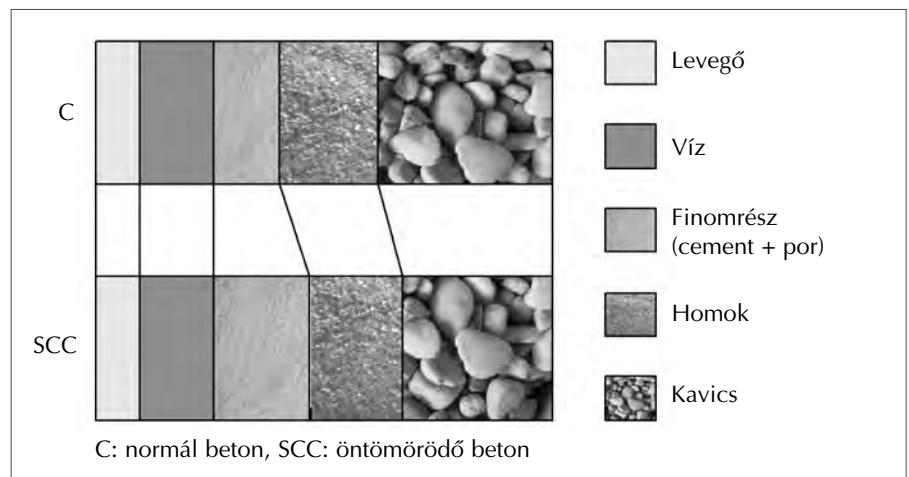 C
SCC
Levegő
Víz
Finomrész
(cement + por)
Homok
Kavics
C: normál beton, SCC: öntömörödő beton